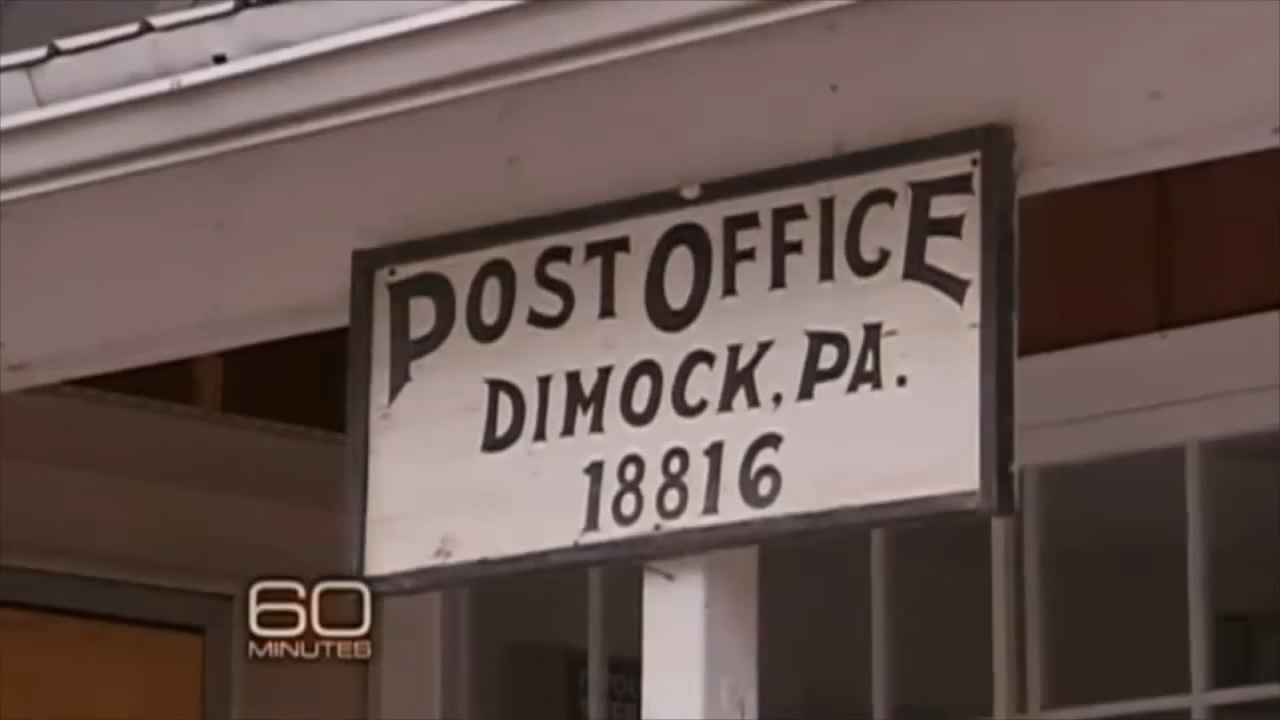 POST OFFICE
DIMOCK, PA.
18816
60
MINUTES